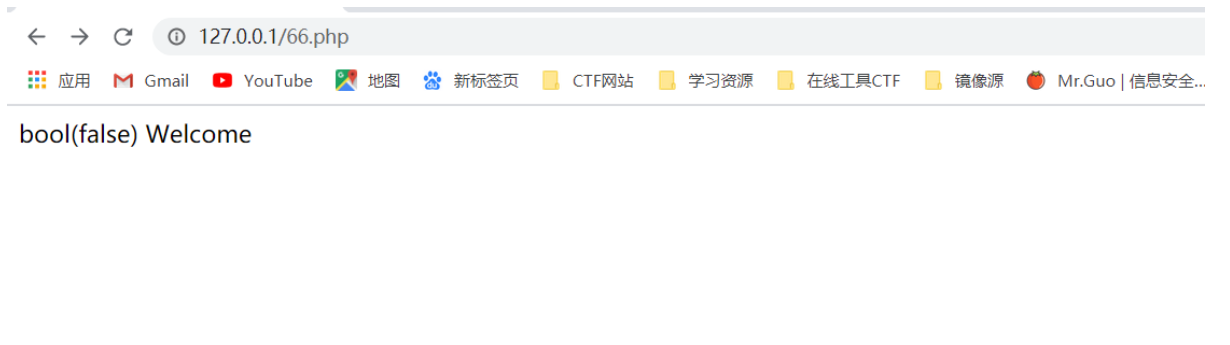 127.0.0.1/66.php
应用 Gmail YouTube 地图 新标签页 CTF网站 学习资源 在线工具CTF 镜像源 Mr.Guo | 信息安全...
bool(false) Welcome